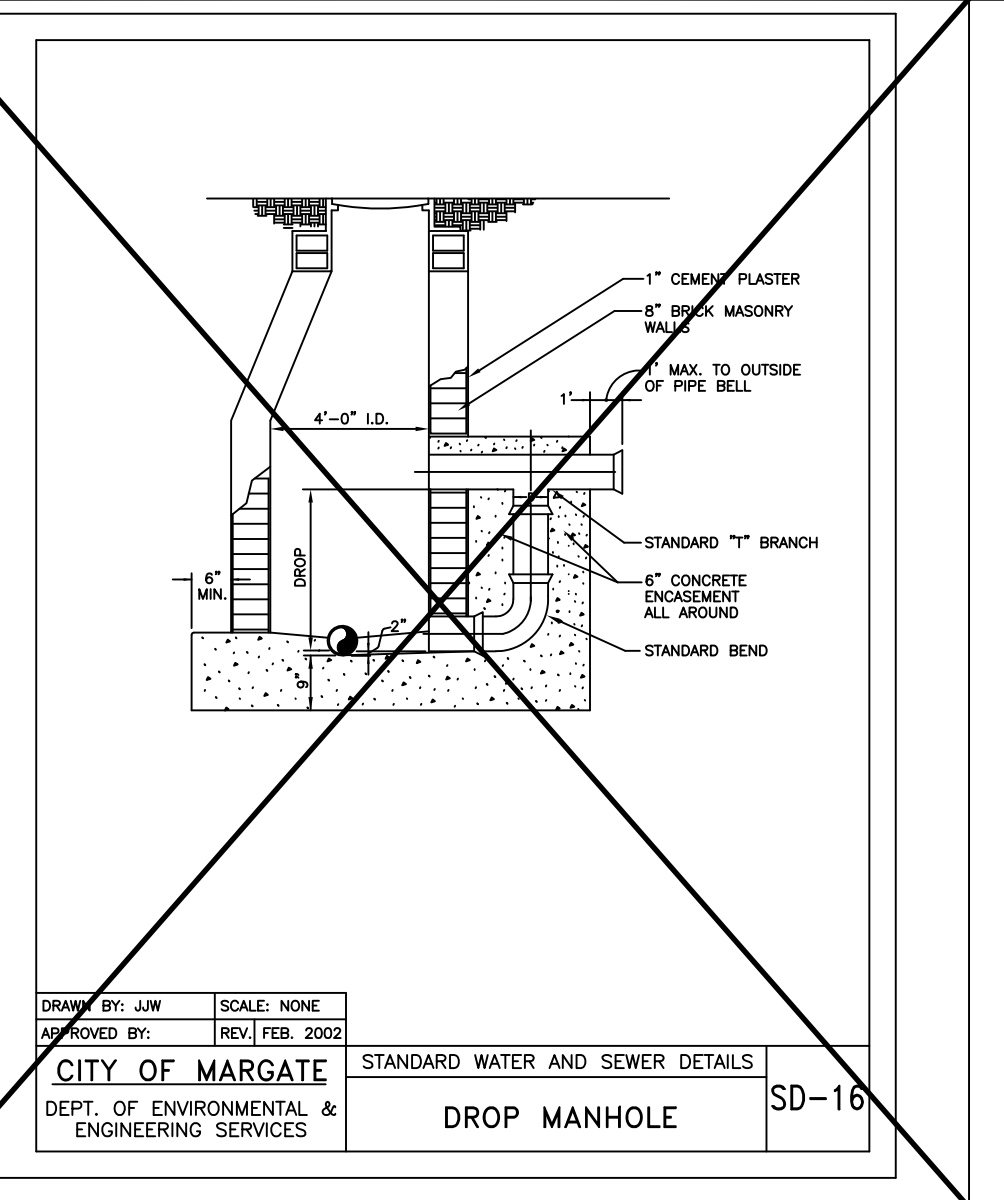 1" CEMENT PLASTER
8" BRICK MASONRY
WALLS
1' MAX. TO OUTSIDE
OF PIPE BELL
1'
4'-0" I.D.
STANDARD "T" BRANCH
DROP
6"
MIN.
6" CONCRETE
ENCASEMENT
ALL AROUND
2"
STANDARD BEND
9"
DRAWN BY: JJW
SCALE: NONE
APPROVED BY:
REV. FEB. 2002
CITY OF MARGATE
DEPT. OF ENVIRONMENTAL &
ENGINEERING SERVICES
STANDARD WATER AND SEWER DETAILS
DROP MANHOLE
SD-16